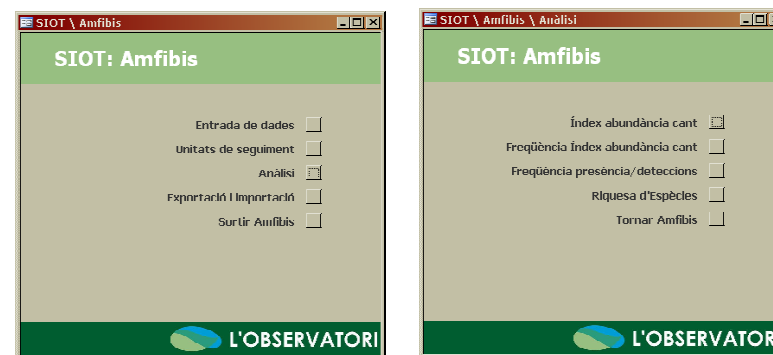 SIOT \ Amfibis
SIOT: Amfibis
Entrada de dades
Unitats de seguiment
Anàlisi
Exportació i importació
Surtir Amfibis
L'OBSERVATORI
SIOT \ Amfibis \ Anàlisi
SIOT: Amfibis
Índex abundància cant
Freqüència Índex abundància cant
Freqüència presència/deteccions
Riquesa d'Espècies
Tornar Amfibis
L'OBSERVATOR